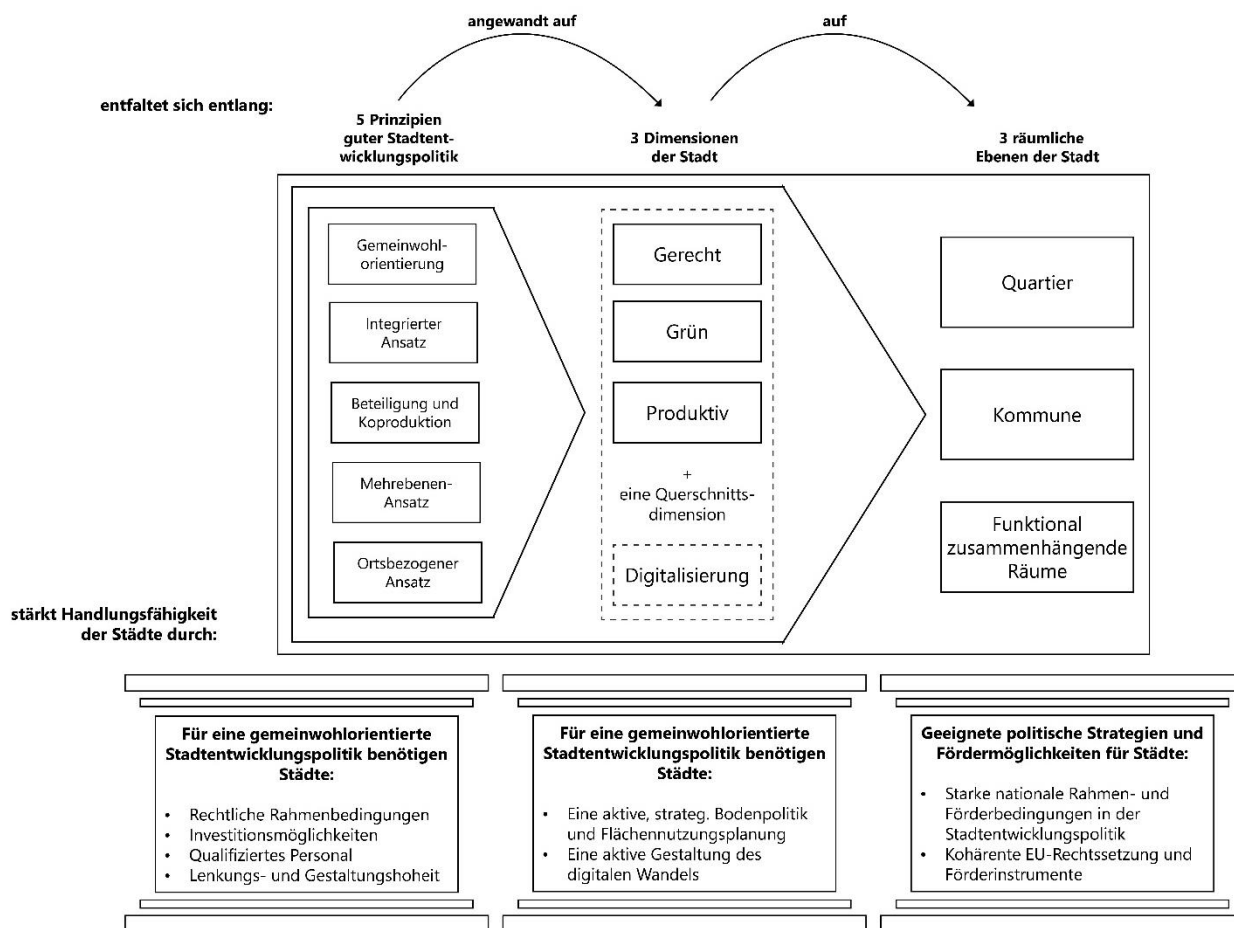 angewandt auf
auf
entfaltet sich entlang:
5 Prinzipien
guter Stadtent-
wicklungspolitik
3 Dimensionen
der Stadt
3 räumliche
Ebenen der Stadt
Gemeinwohl-
orientierung
Integrierter
Ansatz
Beteiligung und
Koproduktion
Mehrebenen-
Ansatz
Ortsbezogener
Ansatz
Gerecht
Grün
Produktiv
+
eine Querschnitts-
dimension
Digitalisierung
Quartier
Kommune
Funktional
zusammenhängende
Räume
stärkt Handlungsfähigkeit
der Städte durch:
Für eine gemeinwohlorientierte
Stadtentwicklungspolitik benötigen
Städte:
• Rechtliche Rahmenbedingungen
• Investitionsmöglichkeiten
• Qualifiziertes Personal
• Lenkungs- und Gestaltungshoheit
Für eine gemeinwohlorientierte
Stadtentwicklungspolitik benötigen
Städte:
• Eine aktive, strateg. Bodenpolitik
und Flächennutzungsplanung
• Eine aktive Gestaltung des
digitalen Wandels
Geeignete politische Strategien und
Fördermöglichkeiten für Städte:
• Starke nationale Rahmen- und
Förderbedingungen in der
Stadtentwicklungspolitik
• Kohärente EU-Rechtssetzung und
Förderinstrumente